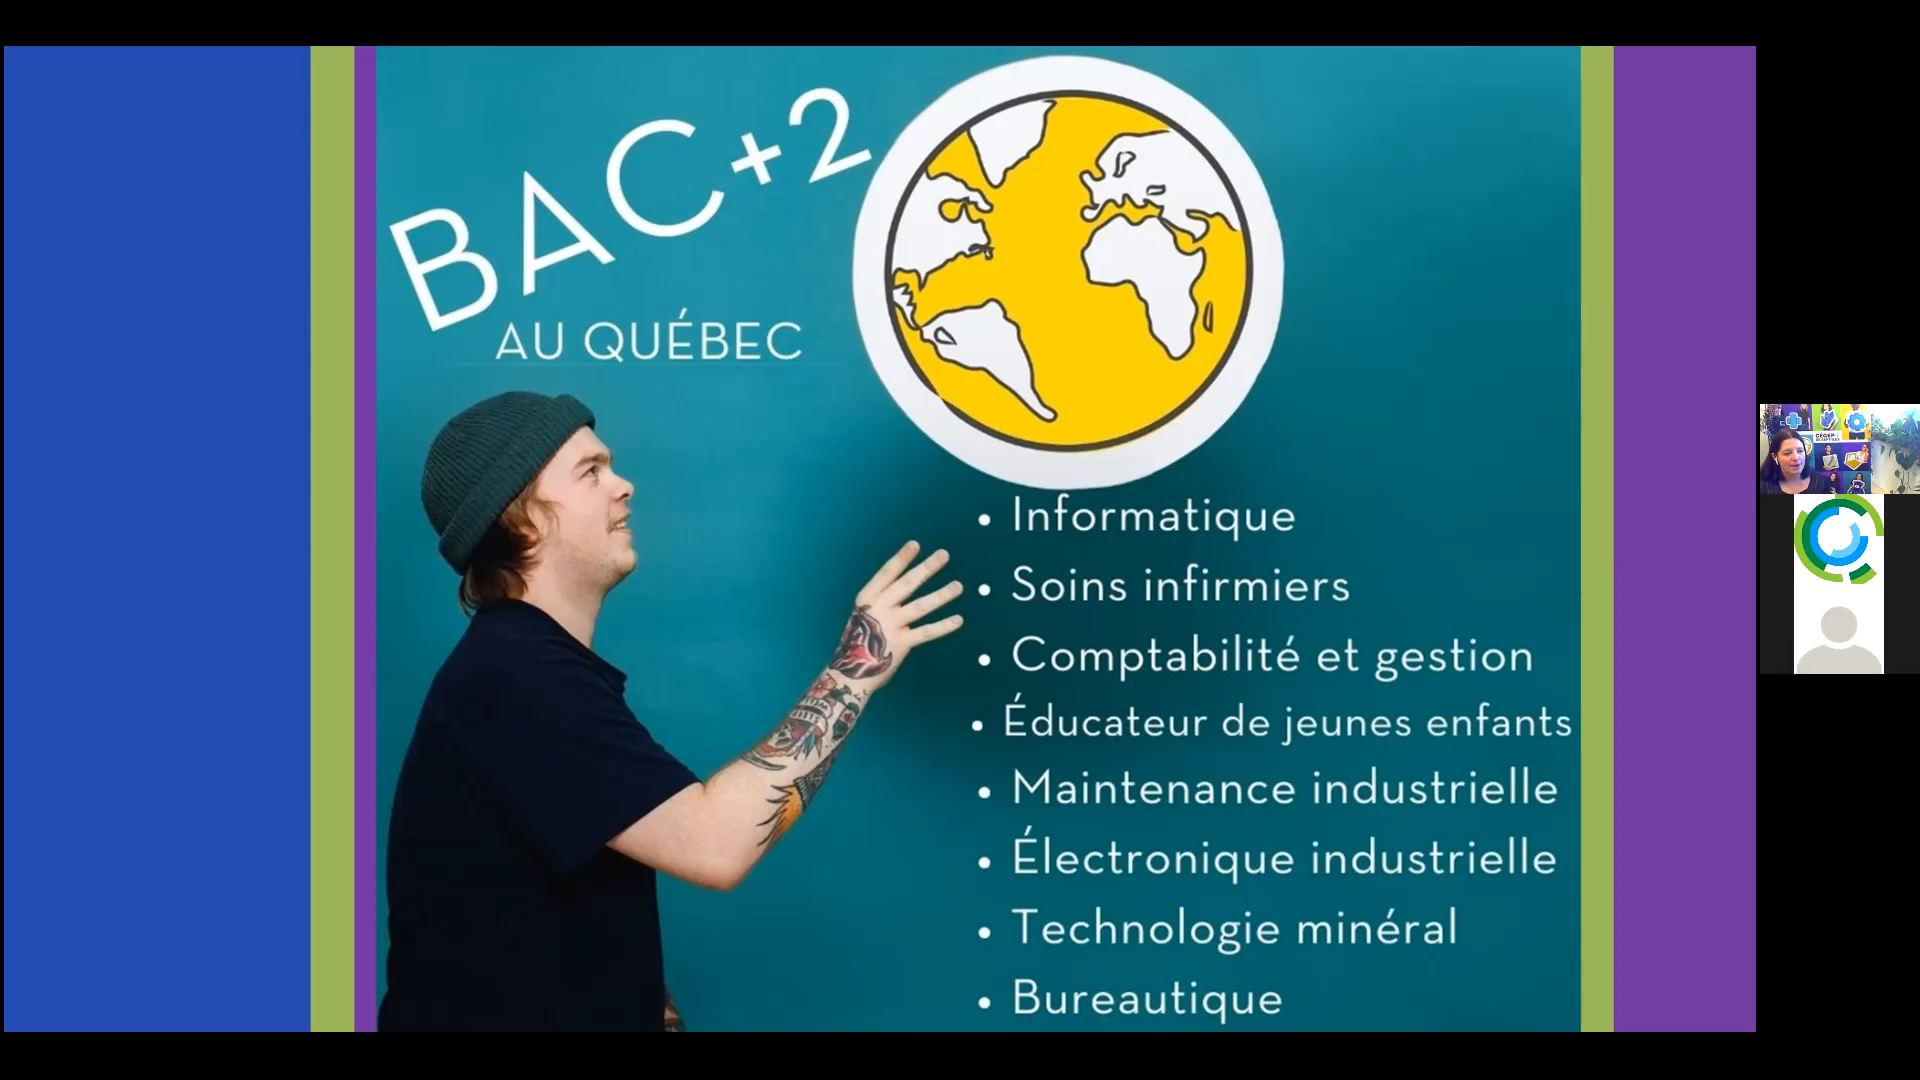 BAC+2
AU QUÉBEC
• Informatique
• Soins infirmiers
• Comptabilité et gestion
• Éducateur de jeunes enfants
• Maintenance industrielle
• Électronique industrielle
• Technologie minéral
• Bureautique
CÉGEP